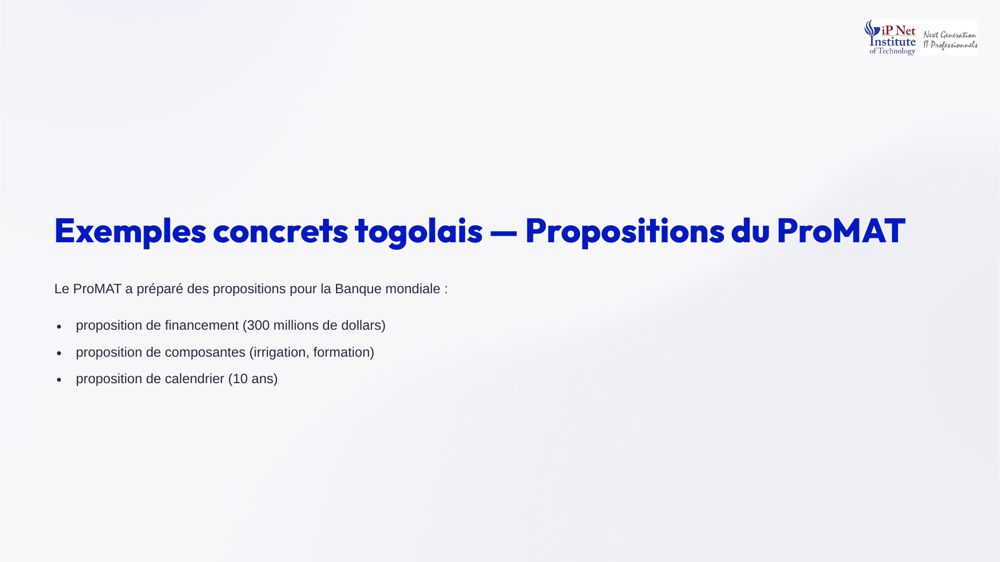 iP Net
Institute
of Technology
Next Generation
IT Professionnels
Exemples concrets togolais — Propositions du ProMAT
Le ProMAT a préparé des propositions pour la Banque mondiale :
• proposition de financement (300 millions de dollars)
• proposition de composantes (irrigation, formation)
• proposition de calendrier (10 ans)